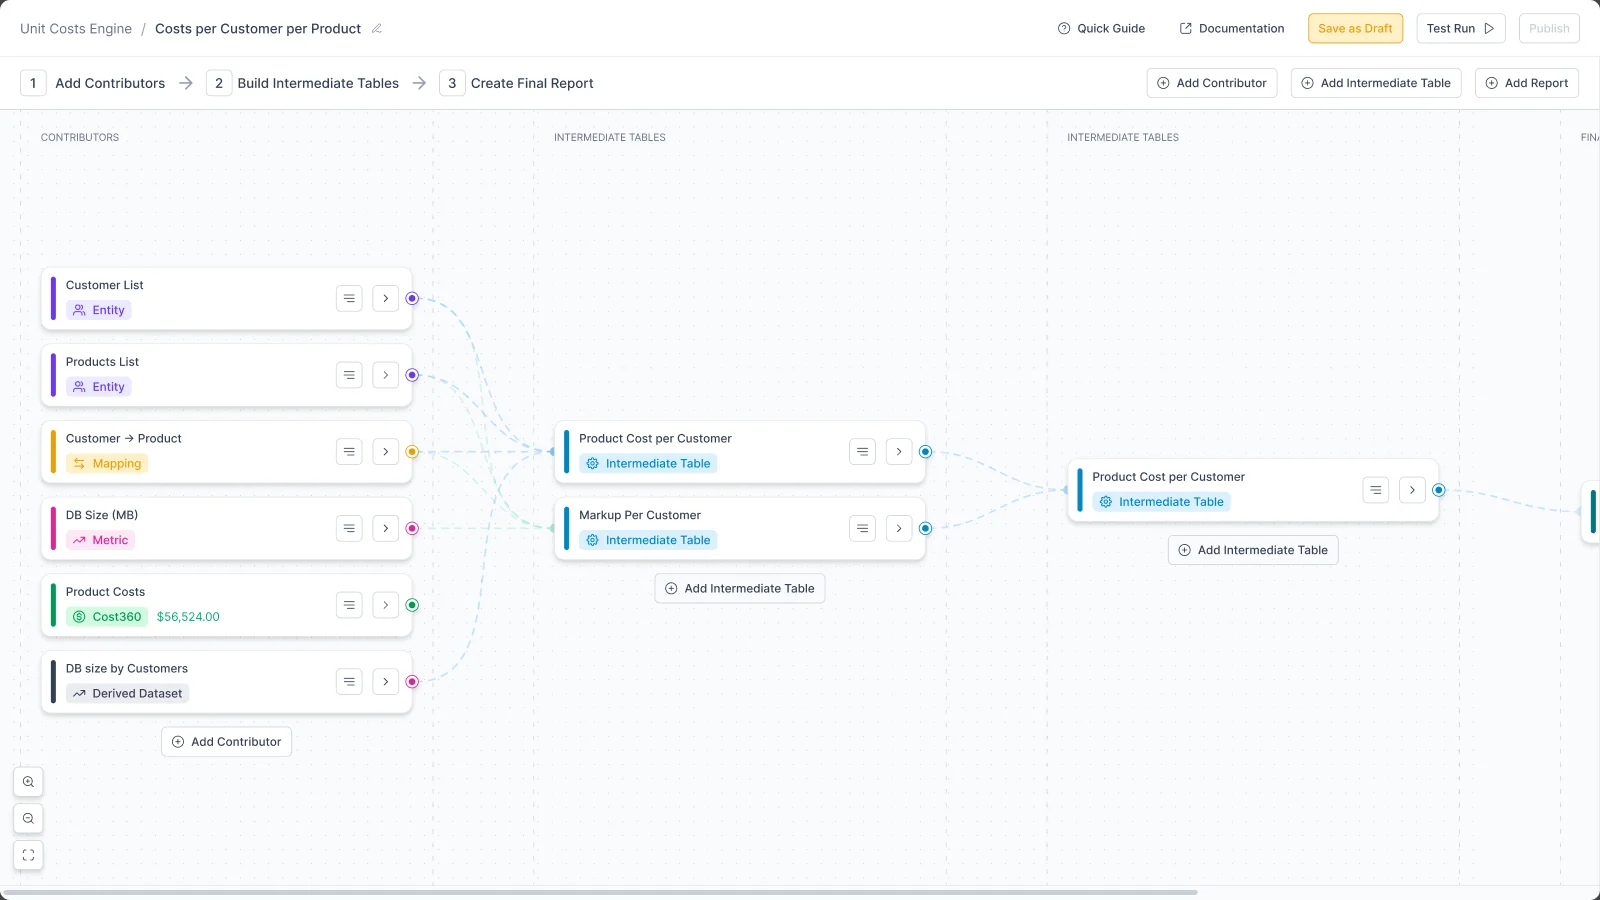 Unit Costs Engine / Costs per Customer per Product
Quick Guide
Documentation
Save as Draft
Test Run
Publish
1 Add Contributors → 2 Build Intermediate Tables → 3 Create Final Report
Add Contributor
Add Intermediate Table
Add Report
CONTRIBUTORS
INTERMEDIATE TABLES
INTERMEDIATE TABLES
Customer List
Entity
Products List
Entity
Customer → Product
Mapping
DB Size (MB)
Metric
Product Costs
Cost360 $56,524.00
DB size by Customers
Derived Dataset
Add Contributor
Product Cost per Customer
Intermediate Table
Markup Per Customer
Intermediate Table
Add Intermediate Table
Product Cost per Customer
Intermediate Table
Add Intermediate Table